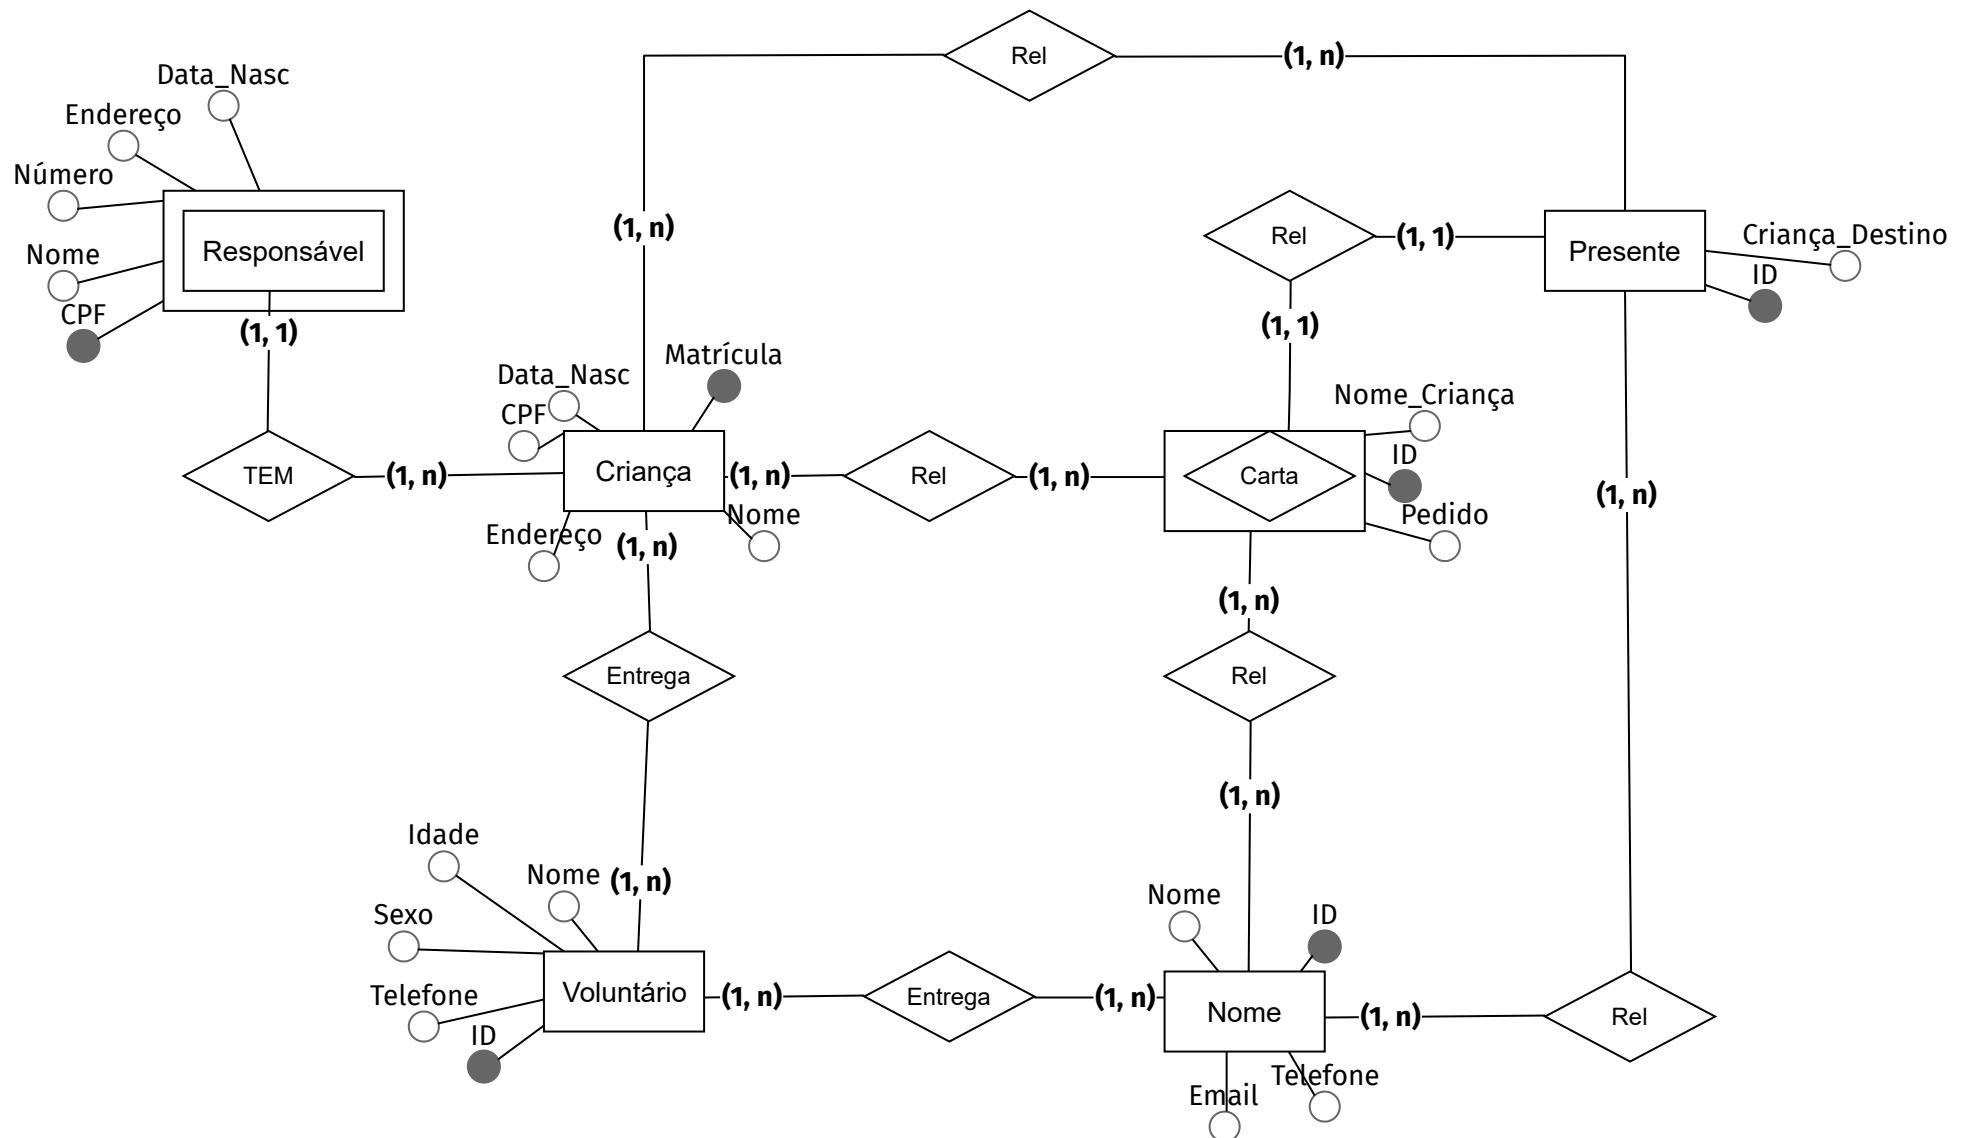 Rel
(1, n)
Data_Nasc
Endereço
Número
Nome
CPF
Responsável
(1, 1)
(1, n)
Rel
(1, 1)
(1, 1)
Presente
Criança_Destino
ID
Matrícula
Data_Nasc
CPF
Criança
Nome
Endereço
TEM
(1, n)
(1, n)
Rel
(1, n)
Carta
Nome_Criança
ID
Pedido
(1, n)
(1, n)
(1, n)
Entrega
Rel
(1, n)
(1, n)
Idade
Nome
Sexo
Telefone
ID
Voluntário
(1, n)
Entrega
(1, n)
Nome
ID
Nome
Email
Telefone
(1, n)
Rel